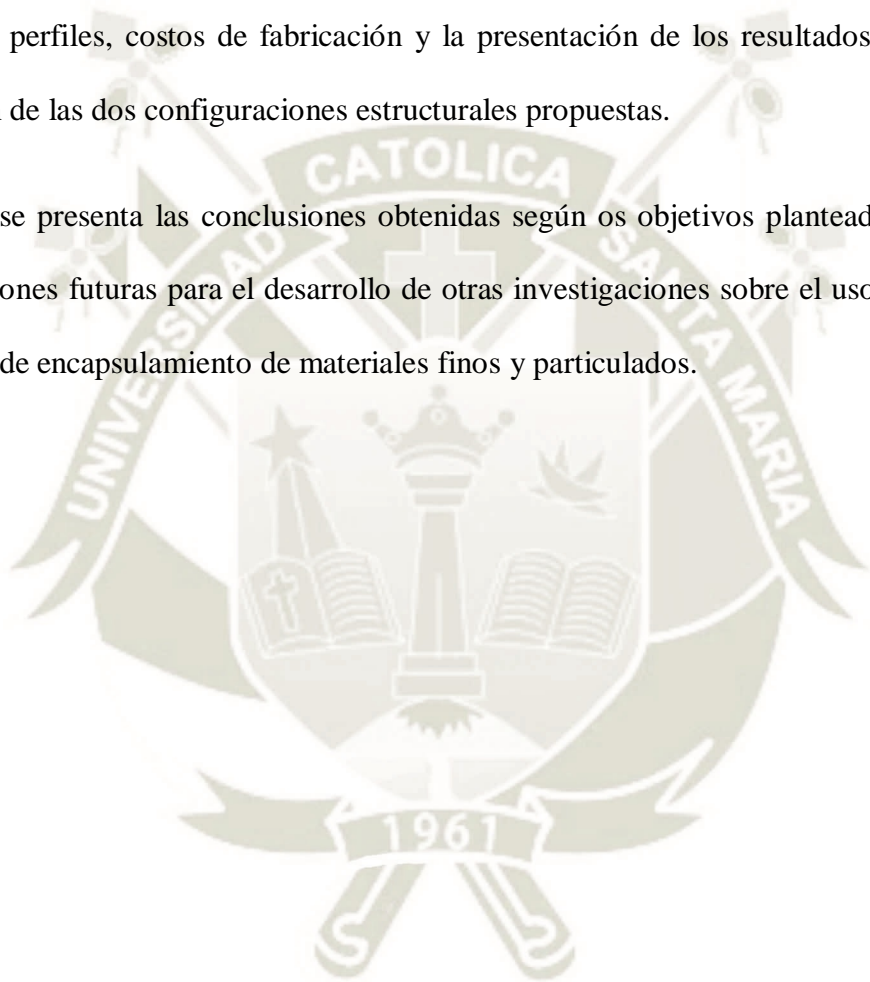 perfiles, costos de fabricación y la presentación de los resultados
de las dos configuraciones estructurales propuestas.
se presenta las conclusiones obtenidas según os objetivos plantead
ones futuras para el desarrollo de otras investigaciones sobre el uso
de encapsulamiento de materiales finos y particulados.
UNIVERSIDAD CATOLICA SANTA MARIA
1961